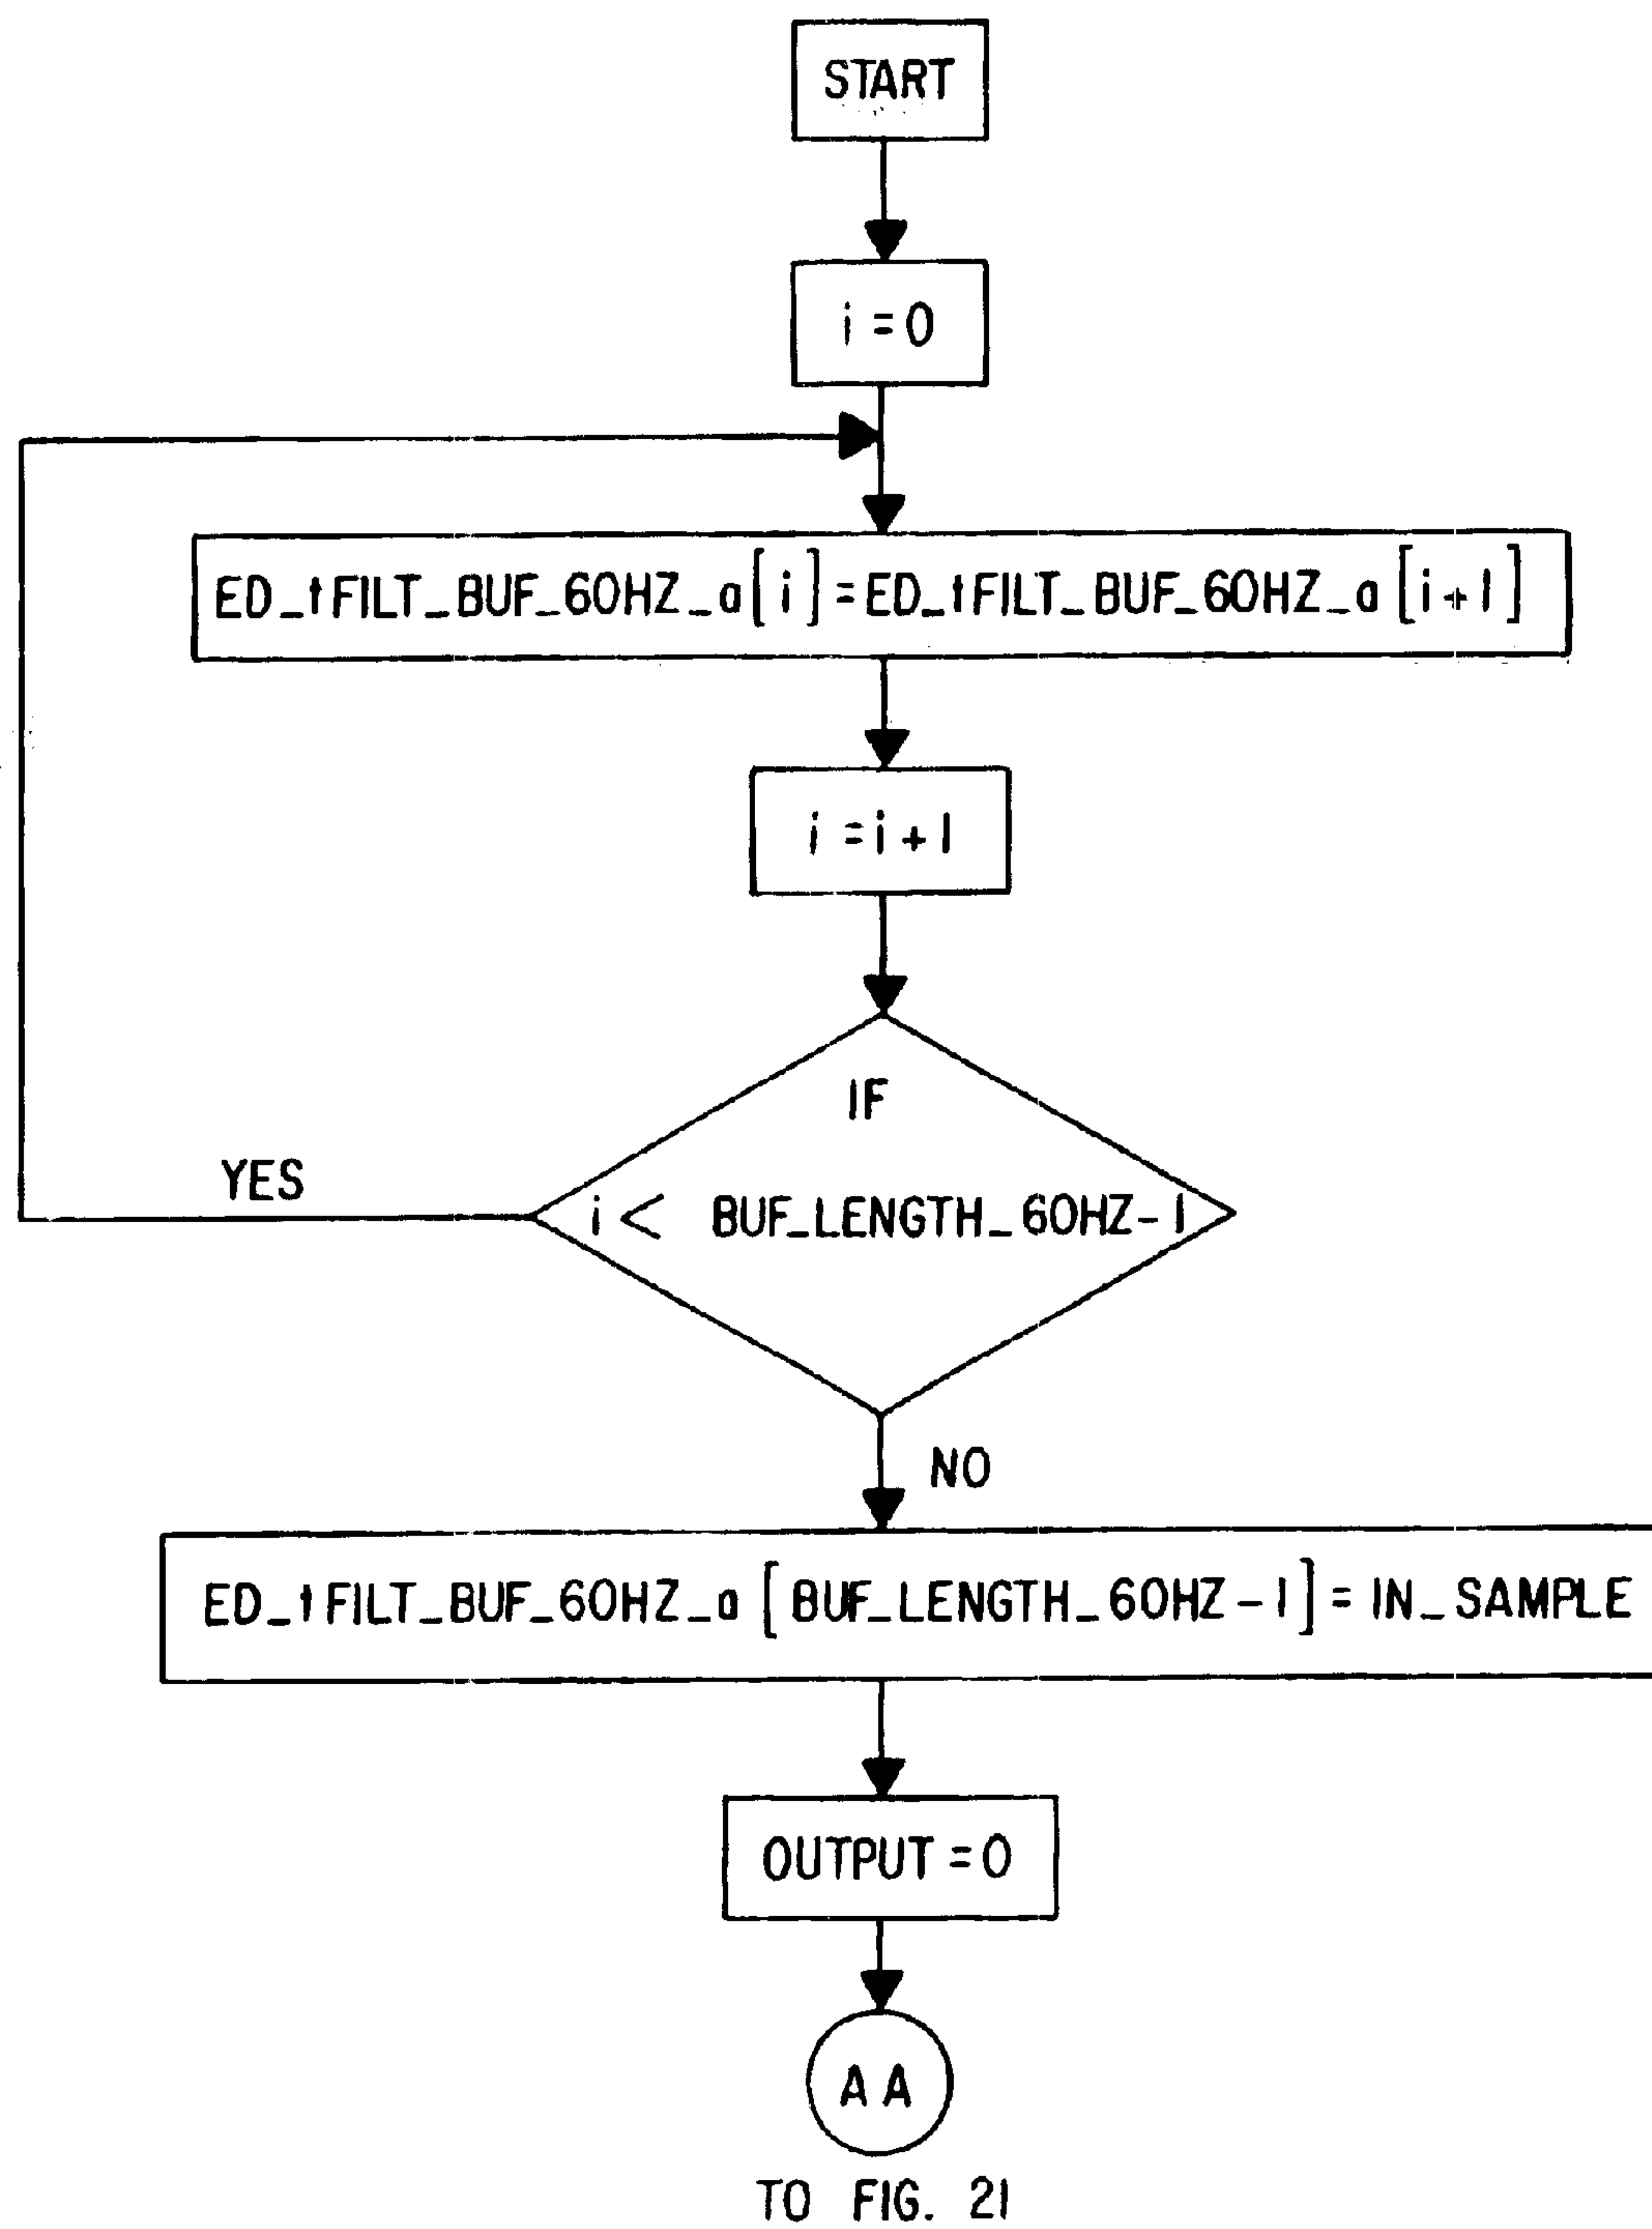 START
i = 0
ED_tFILT_BUF_60HZ_a[i] = ED_tFILT_BUF_60HZ_a[i+1]
i = i + 1
IF
i < BUF_LENGTH_60HZ-1
YES
NO
ED_tFILT_BUF_60HZ_a[BUF_LENGTH_60HZ-1] = IN_SAMPLE
OUTPUT = 0
AA
TO FIG. 21